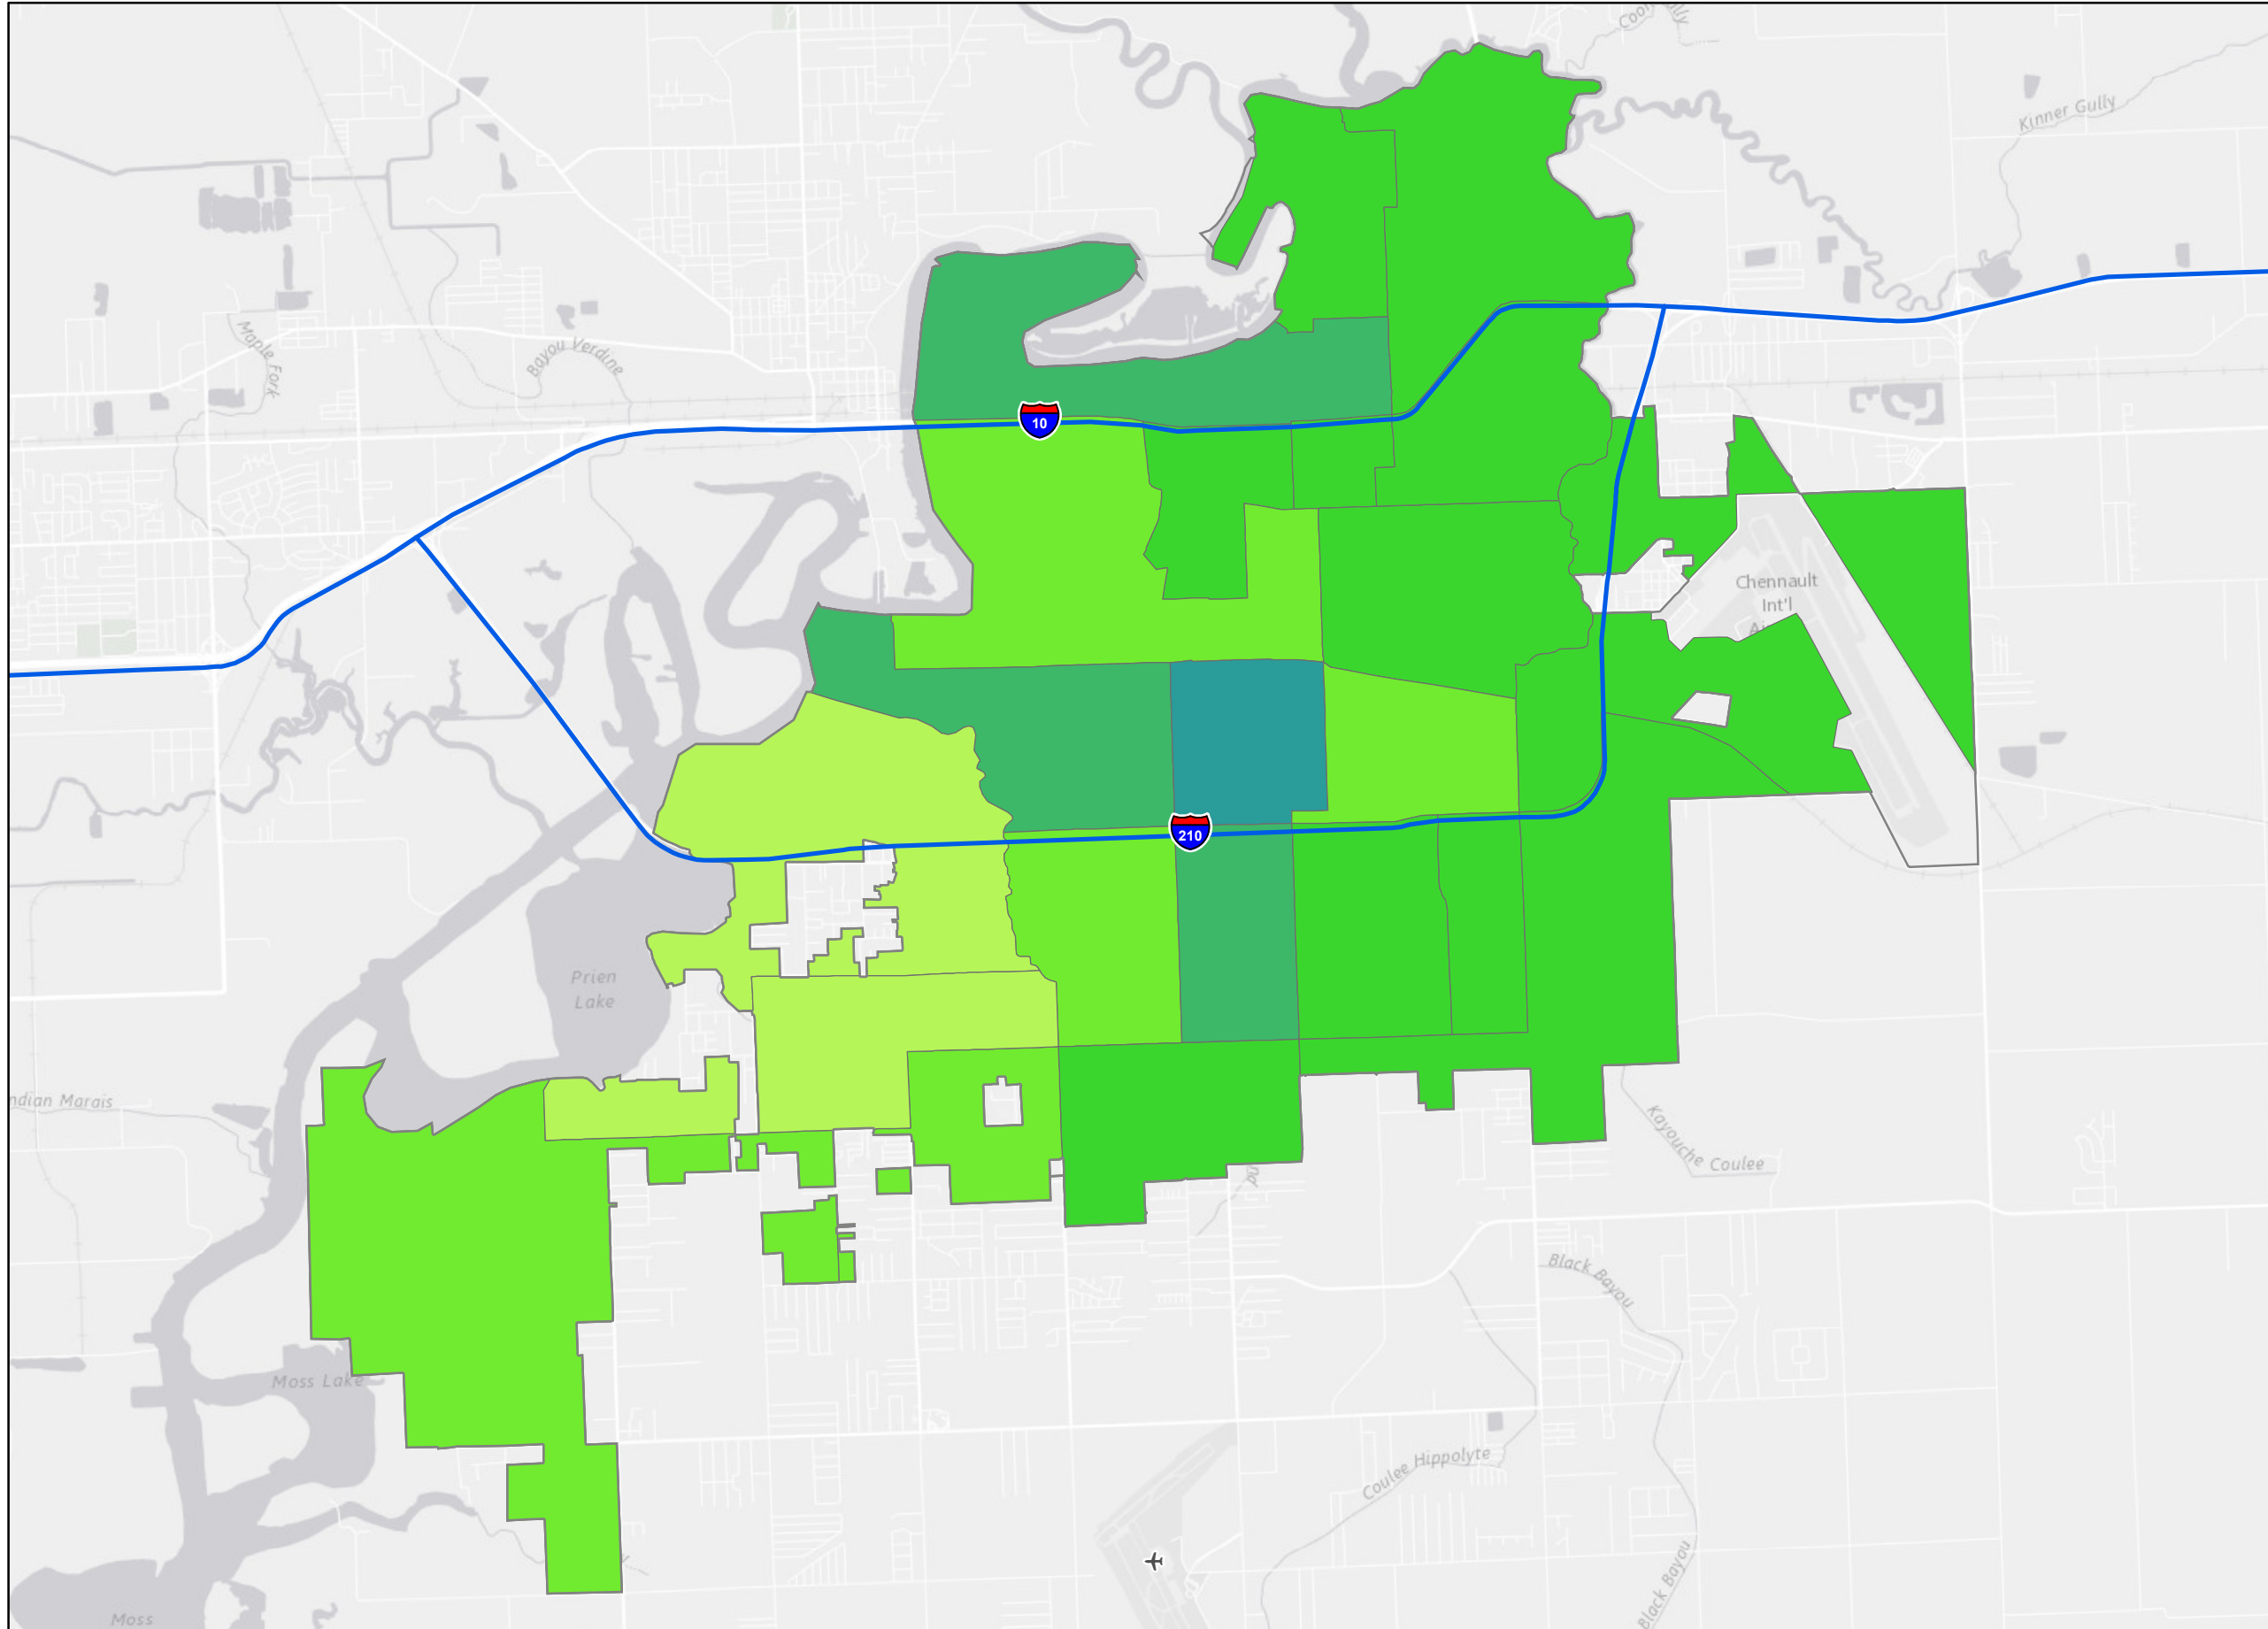 Kinner Gully
Maple
Fork
Bayou Verdine
10
Chennault
Int'l
210
Prien
Lake
ndian Marais
Kayouche Coulee
Black Bayou
Moss Lake
Coulee Hippolyte
Black Bayou
Moss